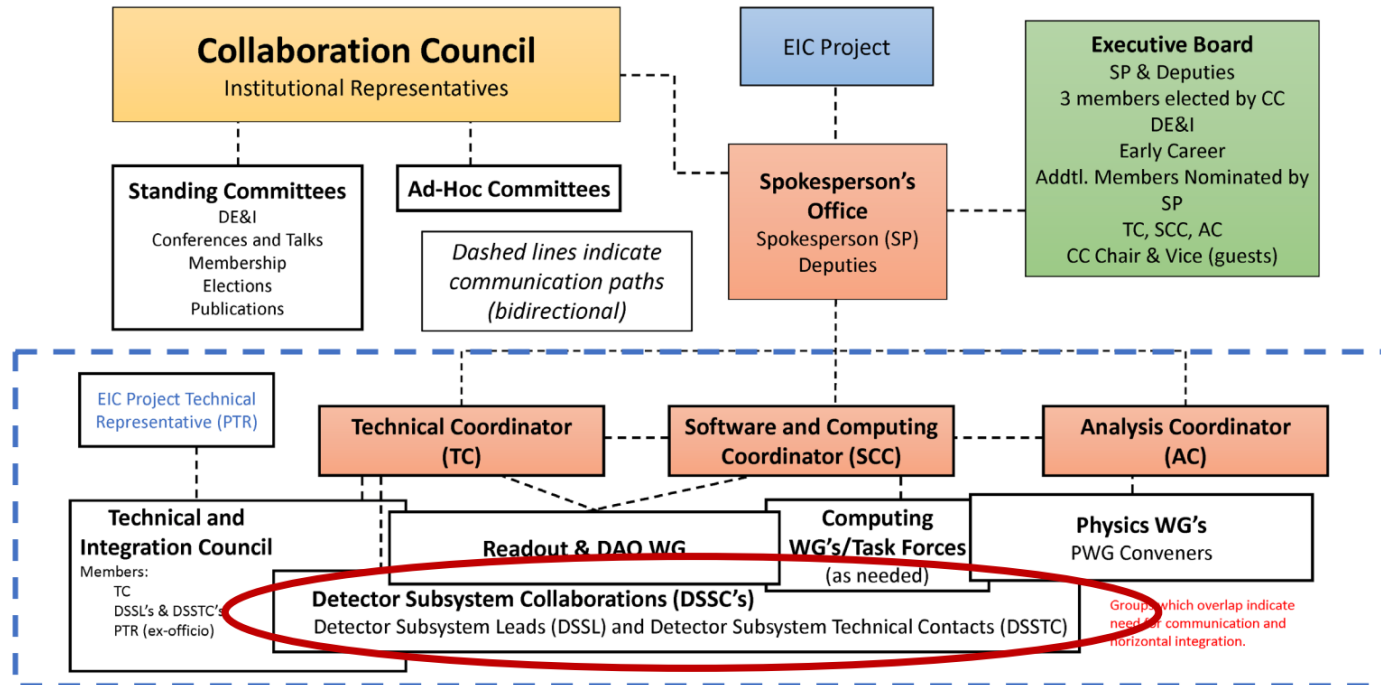 Collaboration Council
Institutional Representatives
EIC Project
Executive Board
SP & Deputies
3 members elected by CC
DE&I
Early Career
Addtl. Members Nominated by
SP
TC, SCC, AC
CC Chair & Vice (guests)
Standing Committees
DE&I
Conferences and Talks
Membership
Elections
Publications
Ad-Hoc Committees
Dashed lines indicate
communication paths
(bidirectional)
Spokesperson's
Office
Spokesperson (SP)
Deputies
EIC Project Technical
Representative (PTR)
Technical Coordinator
(TC)
Software and Computing
Coordinator (SCC)
Analysis Coordinator
(AC)
Technical and
Integration Council
Members:
TC
DSSL's & DSSTC's
PTR (ex-officio)
Readout & DAQ WG
Computing
WG's/Task Forces
(as needed)
Physics WG's
PWG Conveners
Detector Subsystem Collaborations (DSSC's)
Detector Subsystem Leads (DSSL) and Detector Subsystem Technical Contacts (DSSTC)
Groups which overlap indicate
need for communication and
horizontal integration.